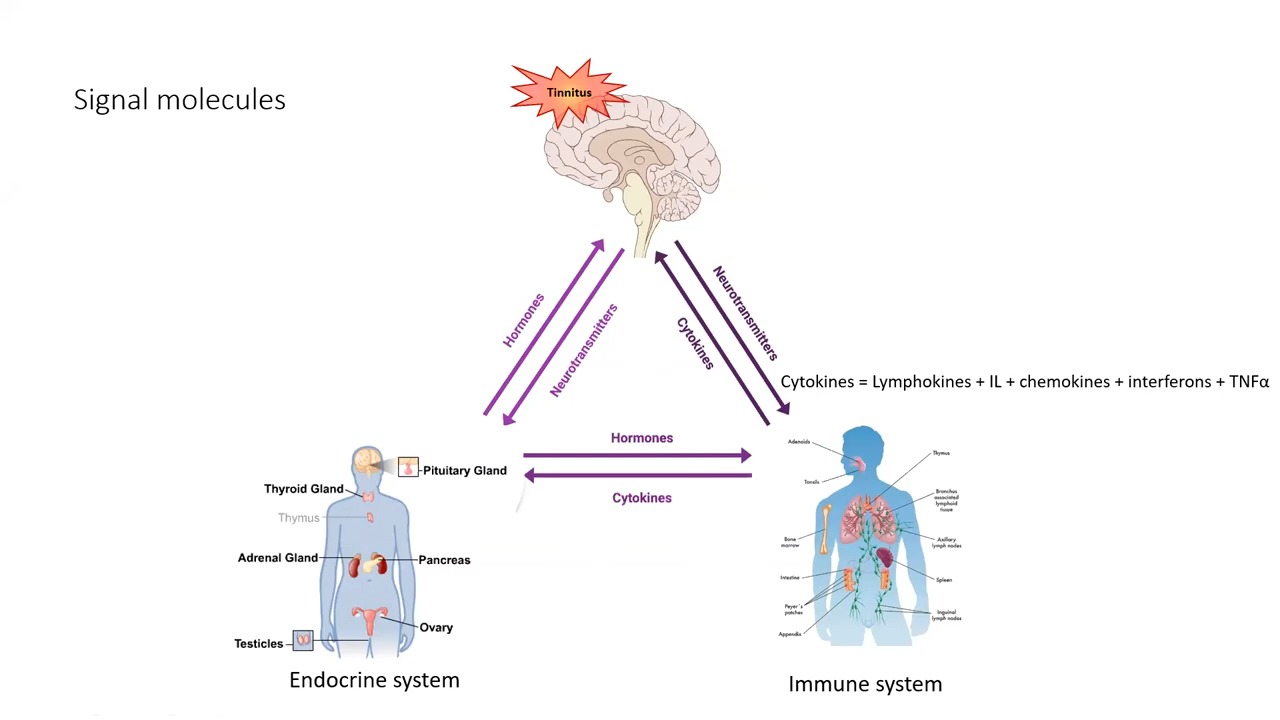 Signal molecules
Tinnitus
Hormones
Neurotransmitters
Neurotransmitters
Cytokines
Cytokines = Lymphokines + IL + chemokines + interferons + TNFα
Hormones
Cytokines
Pituitary Gland
Thyroid Gland
Thymus
Adrenal Gland
Pancreas
Ovary
Testicles
Endocrine system
Adenoids
Thymus
Tonsils
Bronchus
associated
lymphoid
tissue
Bone
marrow
Axillary
lymph nodes
Intestine
Spleen
Peyer´s
patches
Inguinal
lymph nodes
Appendix
Immune system